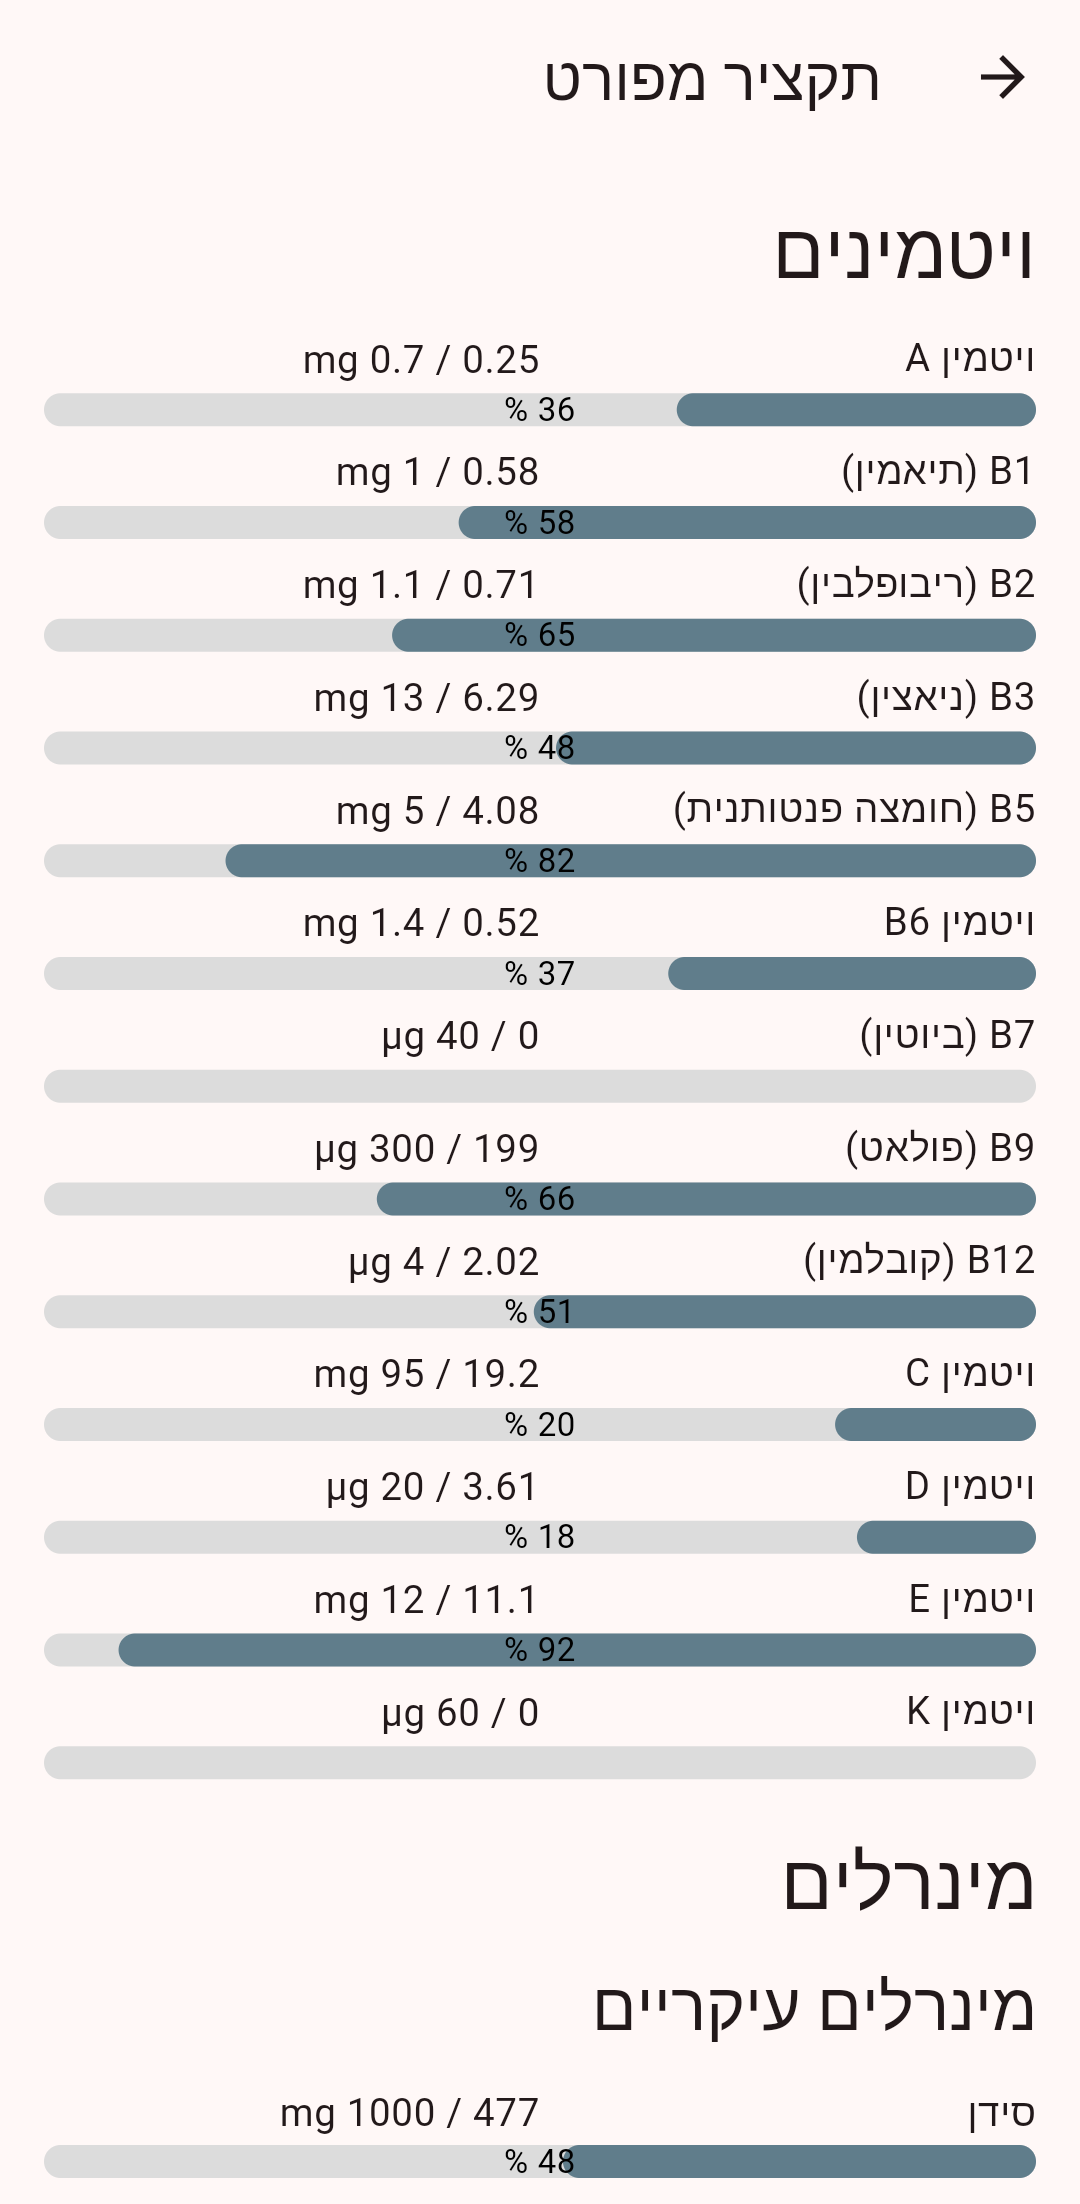 תקציר מפורט
ויטמינים
ויטמין A
0.25 / 0.7 mg
36 %
B1 (תיאמין)
0.58 / 1 mg
58 %
B2 (ריבופלבין)
0.71 / 1.1 mg
65 %
B3 (ניאצין)
6.29 / 13 mg
48 %
B5 (חומצה פנטותנית)
4.08 / 5 mg
82 %
ויטמין B6
0.52 / 1.4 mg
37 %
B7 (ביוטין)
0 / 40 µg
B9 (פולאט)
199 / 300 µg
66 %
B12 (קובלמין)
2.02 / 4 µg
51 %
ויטמין C
19.2 / 95 mg
20 %
ויטמין D
3.61 / 20 µg
18 %
ויטמין E
11.1 / 12 mg
92 %
ויטמין K
0 / 60 µg
מינרלים
מינרלים עיקריים
סידן
477 / 1000 mg
48 %